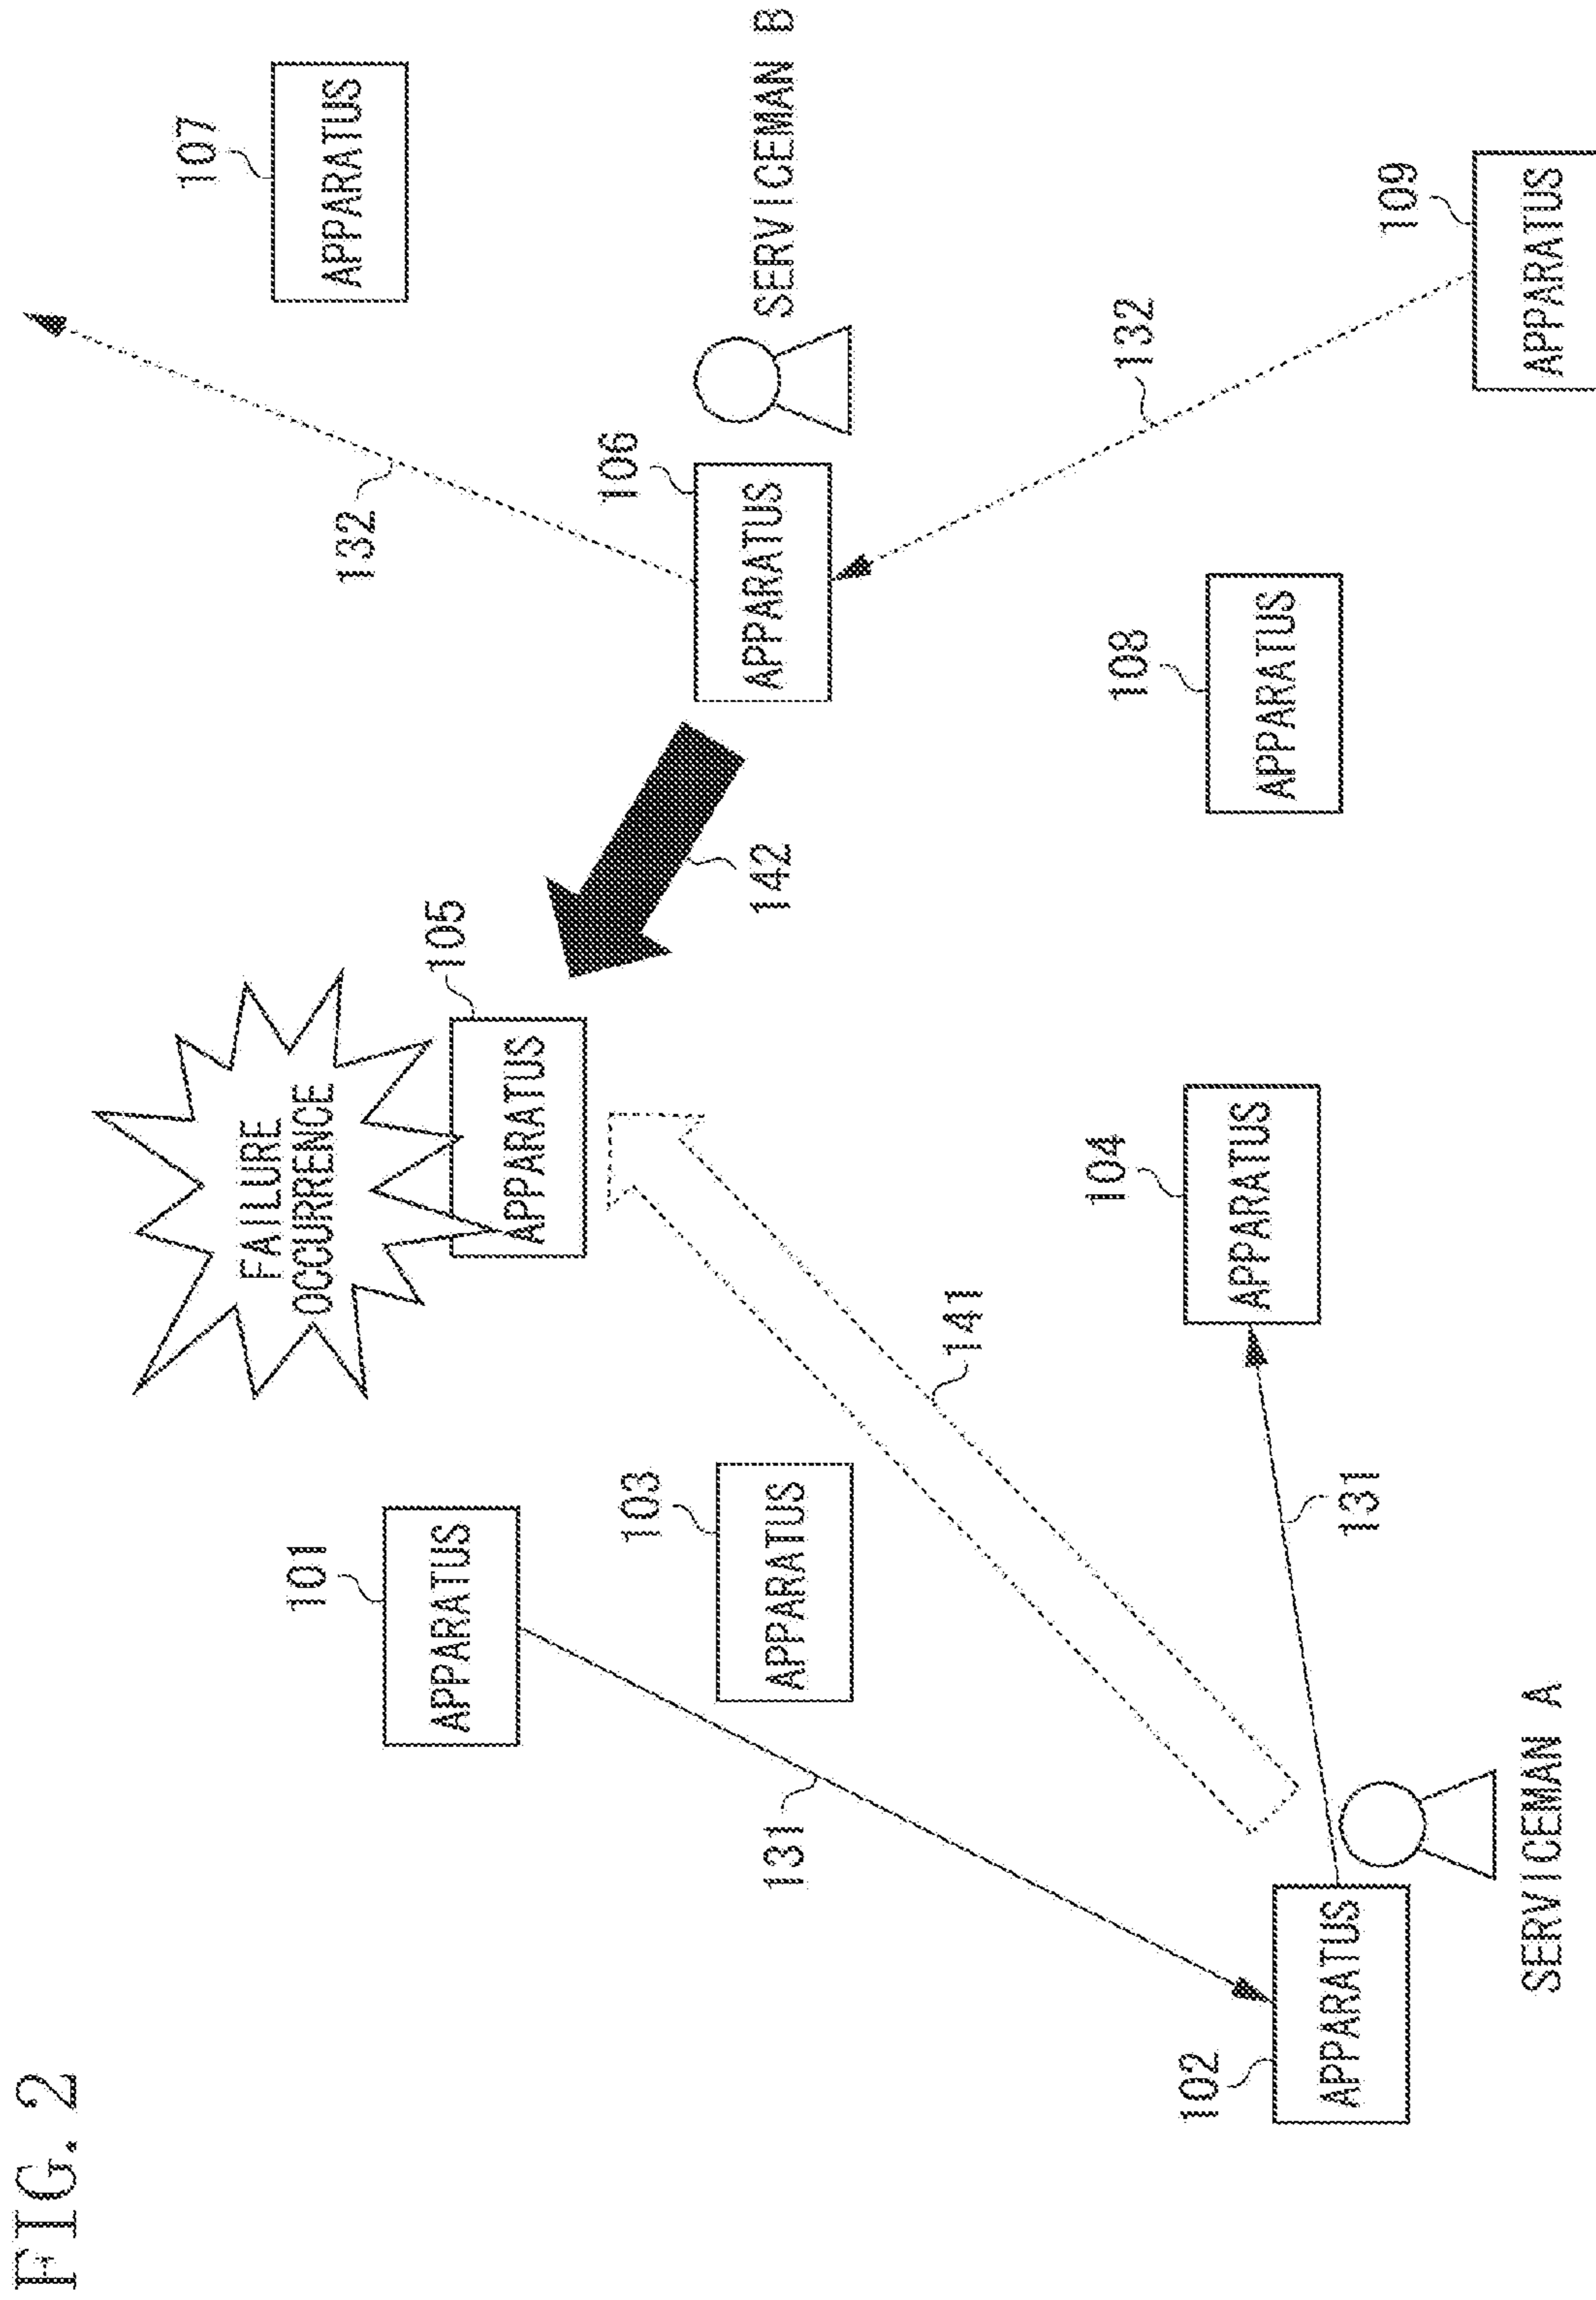 FIG. 2
FAILURE
OCCURRENCE
101
APPARATUS
105
APPARATUS
107
APPARATUS
132
103
APPARATUS
106
APPARATUS
SERVICEMAN B
131
142
141
132
102
APPARATUS
104
APPARATUS
108
APPARATUS
109
APPARATUS
131
SERVICEMAN A